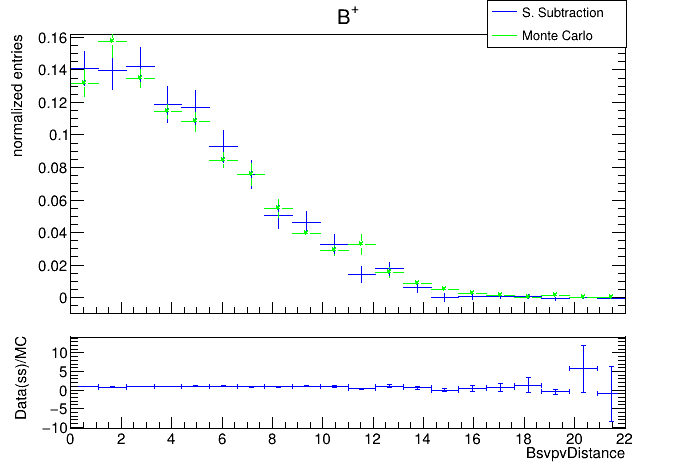 B+
S. Subtraction
Monte Carlo
normalized entries
0.16
0.14
0.12
0.1
0.08
0.06
0.04
0.02
0
Data(ss)/MC
10
5
0
−5
−10
0 2 4 6 8 10 12 14 16 18 20 22
BsvpvDistance